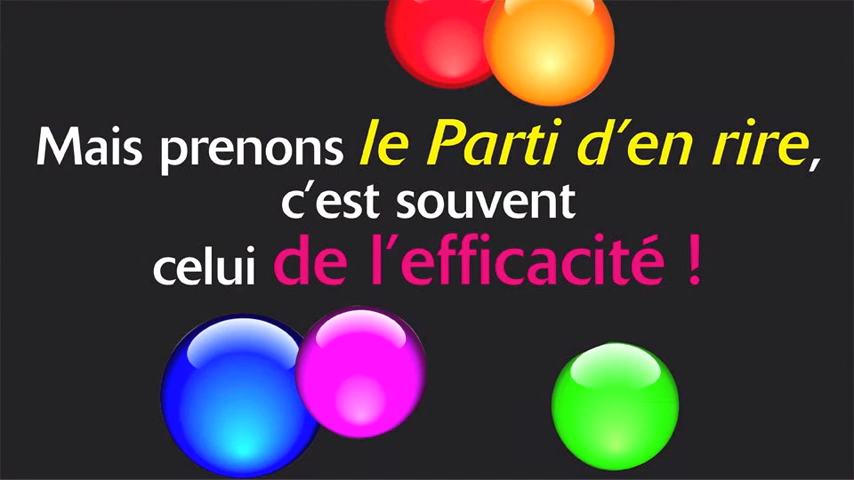 Mais prenons le Parti d'en rire,
c'est souvent
celui de l'efficacité !